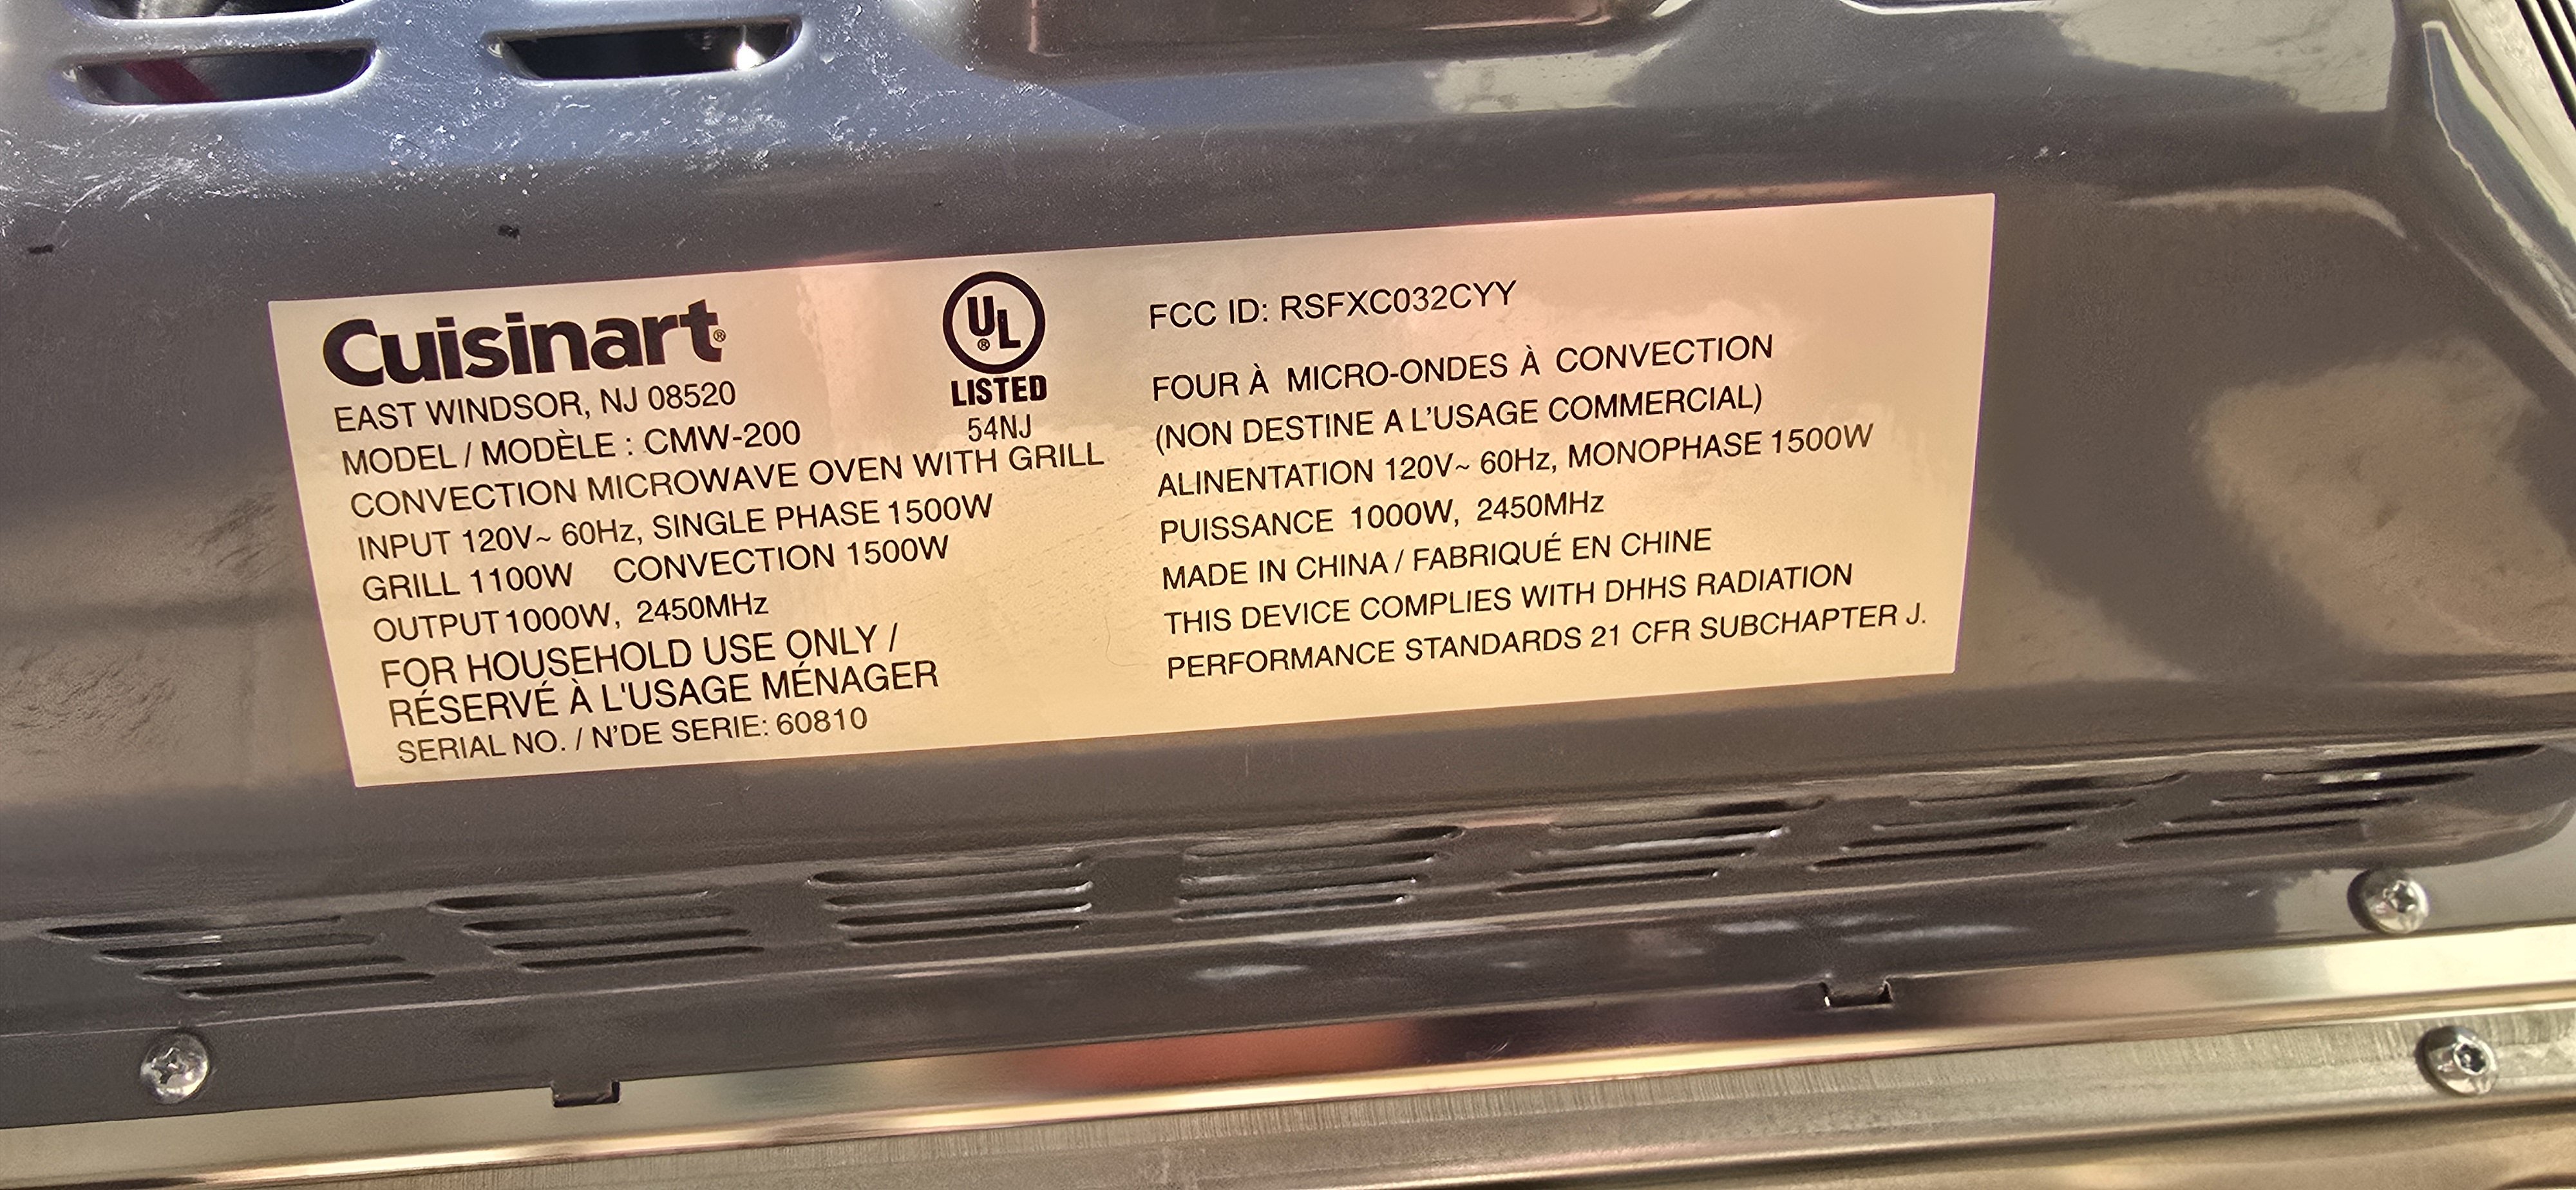 Cuisinart®
EAST WINDSOR, NJ 08520
MODEL / MODÈLE : CMW-200
CONVECTION MICROWAVE OVEN WITH GRILL
INPUT 120V~ 60Hz, SINGLE PHASE 1500W
GRILL 1100W CONVECTION 1500W
OUTPUT 1000W, 2450MHz
FOR HOUSEHOLD USE ONLY /
RÉSERVÉ À L'USAGE MÉNAGER
SERIAL NO. / N'DE SERIE: 60810
UL®
LISTED
54NJ
FCC ID: RSFXC032CYY
FOUR À MICRO-ONDES À CONVECTION
(NON DESTINE A L'USAGE COMMERCIAL)
ALINENTATION 120V~ 60Hz, MONOPHASE 1500W
PUISSANCE 1000W, 2450MHz
MADE IN CHINA / FABRIQUÉ EN CHINE
THIS DEVICE COMPLIES WITH DHHS RADIATION
PERFORMANCE STANDARDS 21 CFR SUBCHAPTER J.